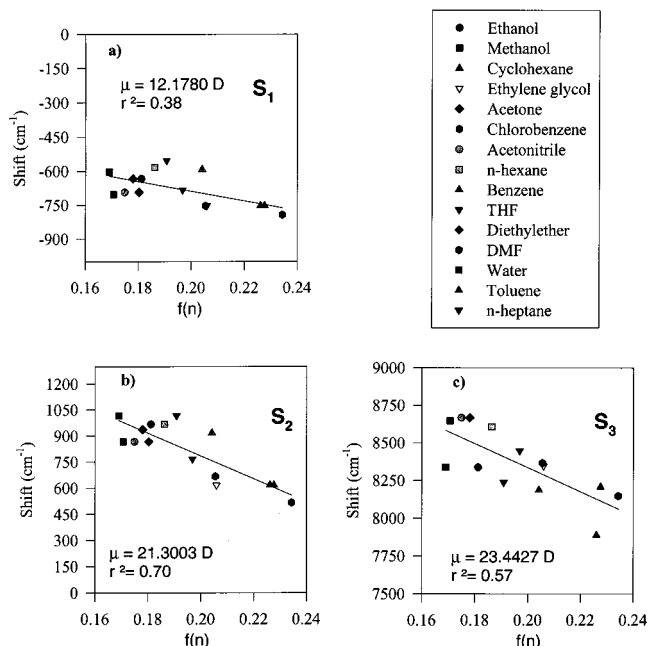 a)
μ = 12.1780 D
r² = 0.38
S₁
Shift (cm⁻¹)
0
-150
-300
-450
-600
-750
-900
0.16 0.18 0.20 0.22 0.24
f(n)
Ethanol
Methanol
Cyclohexane
Ethylene glycol
Acetone
Chlorobenzene
Acetonitrile
n-hexane
Benzene
THF
Diethylether
DMF
Water
Toluene
n-heptane
b)
S₂
μ = 21.3003 D
r² = 0.70
Shift (cm⁻¹)
1200
1050
900
750
600
450
300
150
0
0.16 0.18 0.20 0.22 0.24
f(n)
c)
S₃
μ = 23.4427 D
r² = 0.57
Shift (cm⁻¹)
9000
8750
8500
8250
8000
7750
7500
0.16 0.18 0.20 0.22 0.24
f(n)